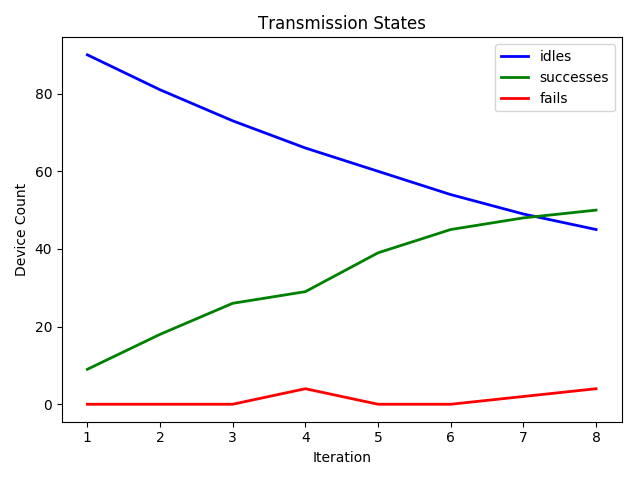 Transmission States
idles
successes
fails
Device Count
80
60
40
20
0
1 2 3 4 5 6 7 8
Iteration